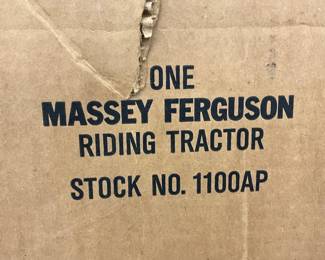 ONE
MASSEY FERGUSON
RIDING TRACTOR
STOCK NO. 1100AP